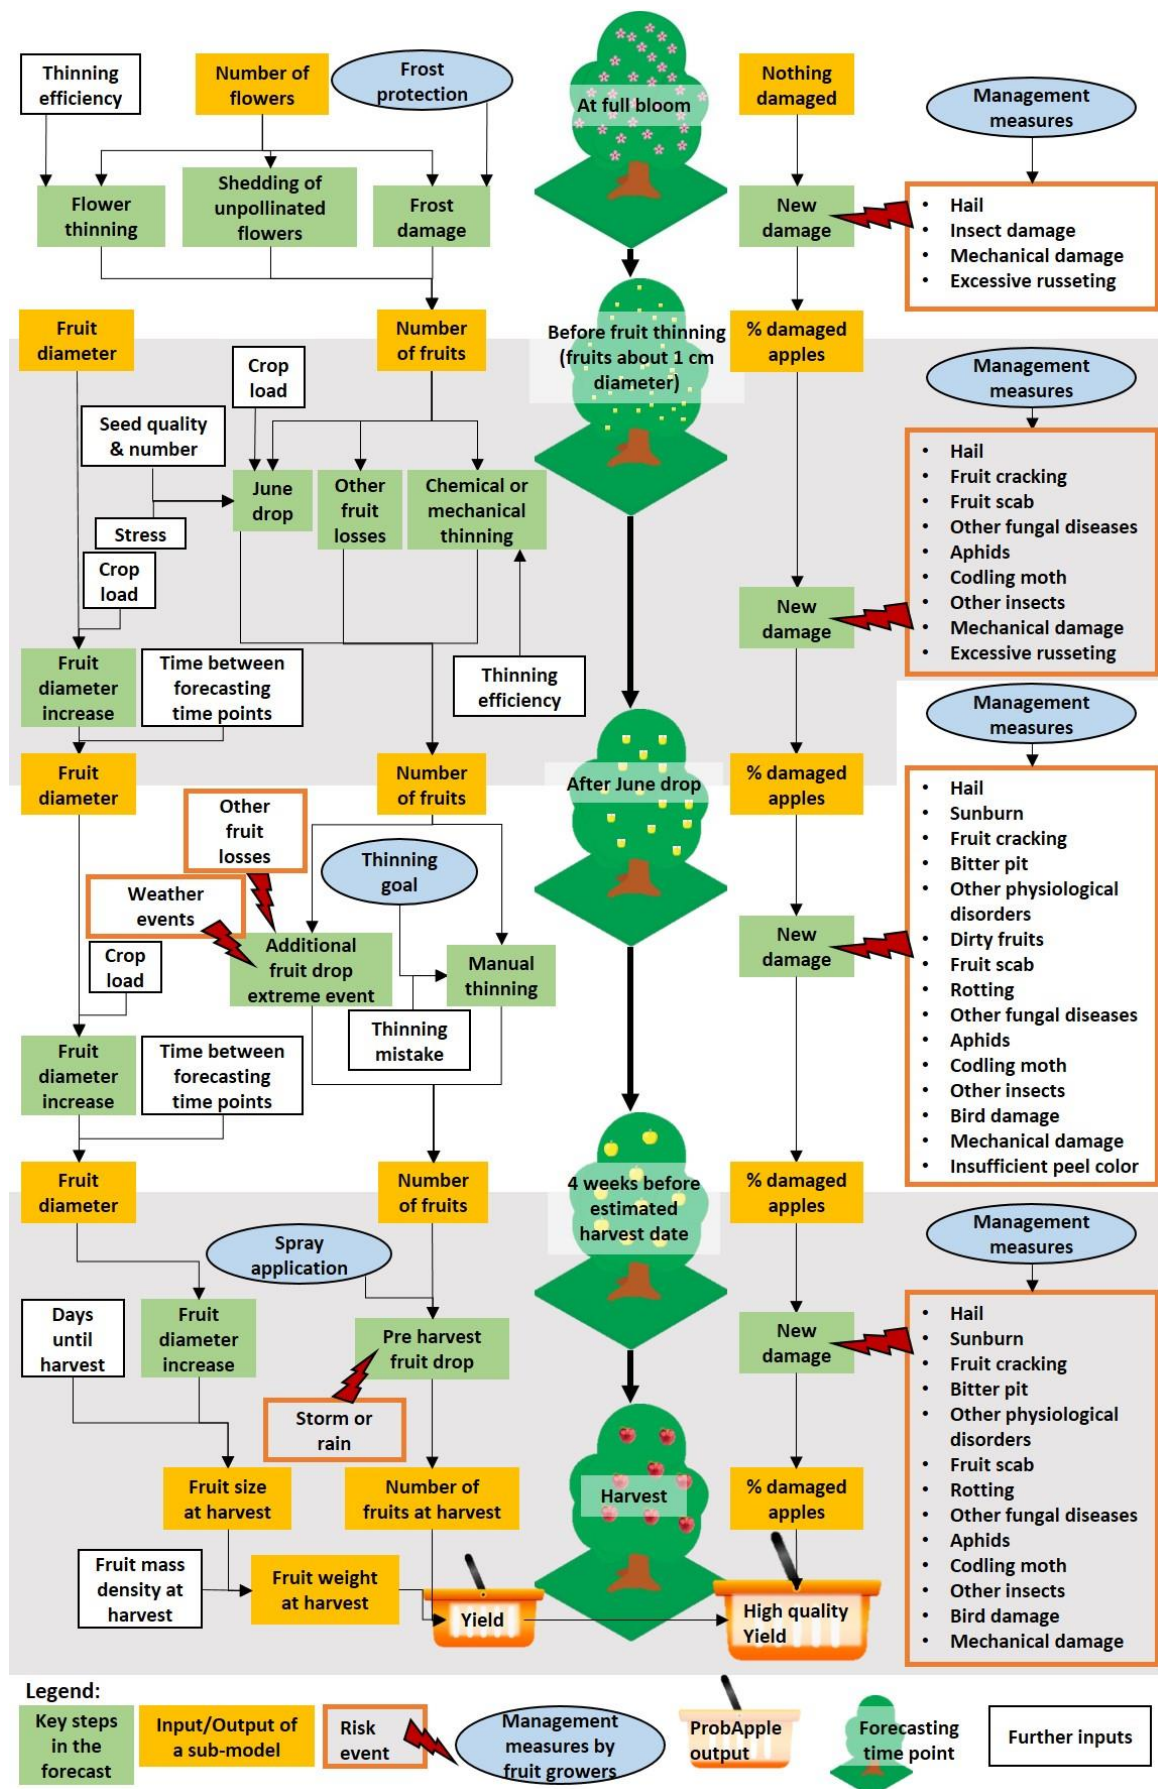 Thinning
efficiency
Number of
flowers
Frost
protection
At full bloom
Nothing
damaged
Management
measures
Flower
thinning
Shedding of
unpollinated
flowers
Frost
damage
New
damage
• Hail
• Insect damage
• Mechanical damage
• Excessive russeting
Fruit
diameter
Number
of fruits
Before fruit thinning
(fruits about 1 cm
diameter)
% damaged
apples
Management
measures
Crop
load
Seed quality
& number
June
drop
Other
fruit
losses
Chemical or
mechanical
thinning
Stress
Crop
load
• Hail
• Fruit cracking
• Fruit scab
• Other fungal diseases
• Aphids
• Codling moth
• Other insects
• Mechanical damage
• Excessive russeting
New
damage
Fruit
diameter
increase
Time between
forecasting
time points
Thinning
efficiency
Management
measures
Fruit
diameter
Number
of fruits
After June drop
% damaged
apples
Other
fruit
losses
Thinning
goal
Weather
events
Crop
load
Additional
fruit drop
extreme event
Manual
thinning
New
damage
• Hail
• Sunburn
• Fruit cracking
• Bitter pit
• Other physiological
disorders
• Dirty fruits
• Fruit scab
• Rotting
• Other fungal diseases
• Aphids
• Codling moth
• Other insects
• Bird damage
• Mechanical damage
• Insufficient peel color
Thinning
mistake
Fruit
diameter
increase
Time between
forecasting
time points
Fruit
diameter
Number
of fruits
4 weeks before
estimated
harvest date
% damaged
apples
Management
measures
Spray
application
Days
until
harvest
Fruit
diameter
increase
Pre harvest
fruit drop
New
damage
• Hail
• Sunburn
• Fruit cracking
• Bitter pit
• Other physiological
disorders
• Fruit scab
• Rotting
• Other fungal diseases
• Aphids
• Codling moth
• Other insects
• Bird damage
• Mechanical damage
Storm or
rain
Fruit size
at harvest
Number of
fruits at harvest
Harvest
% damaged
apples
Fruit mass
density at
harvest
Fruit weight
at harvest
Yield
High quality
Yield
Legend:
Key steps
in the
forecast
Input/Output of
a sub-model
Risk
event
Management
measures by
fruit growers
ProbApple
output
Forecasting
time point
Further inputs